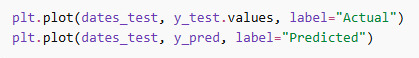 plt.plot(dates_test, y_test.values, label="Actual")
plt.plot(dates_test, y_pred, label="Predicted")